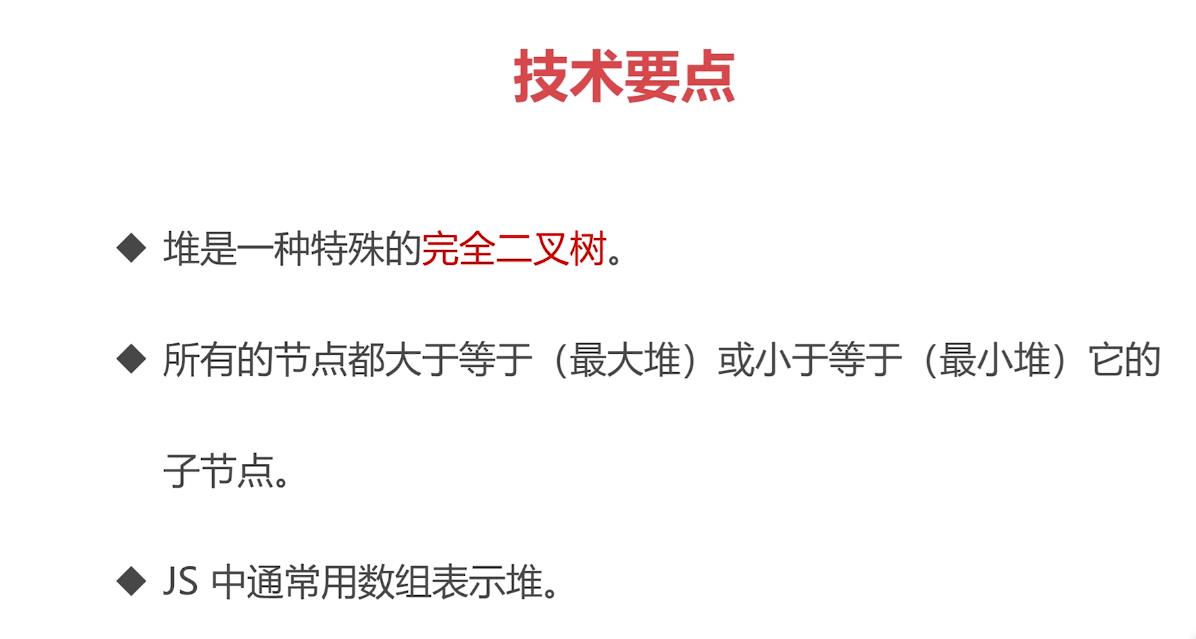 技术要点
◆ 堆是一种特殊的完全二叉树。
◆ 所有的节点都大于等于（最大堆）或小于等于（最小堆）它的
子节点。
◆ JS 中通常用数组表示堆。